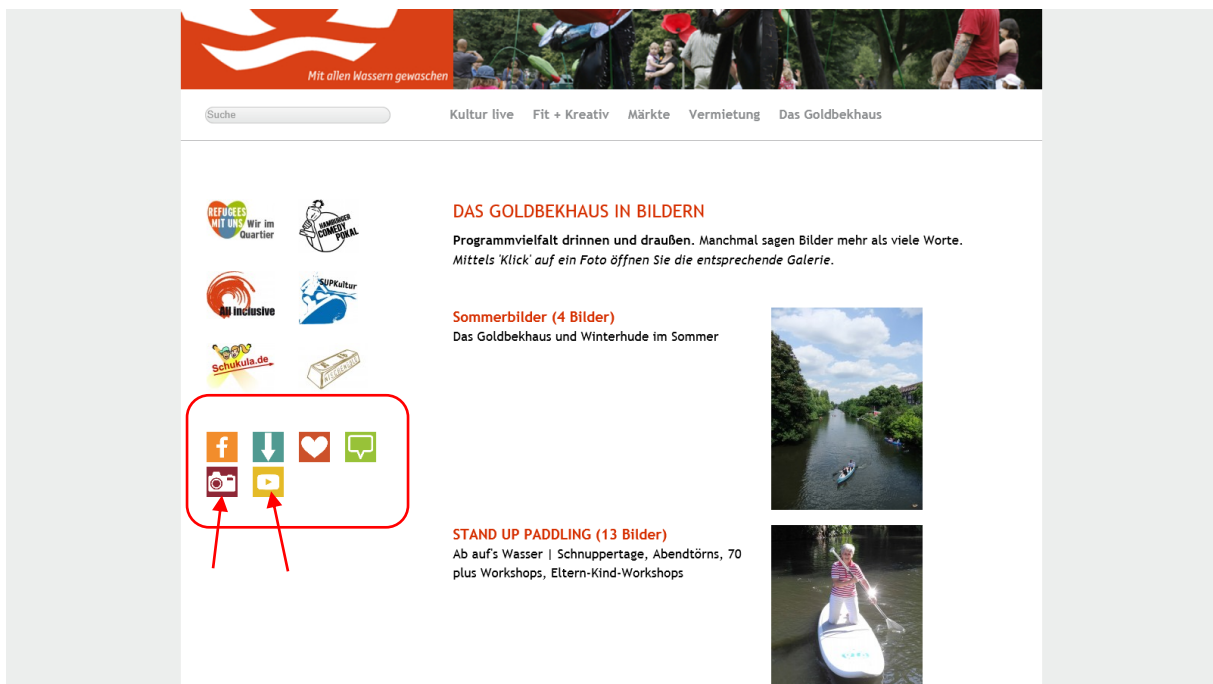 Mit allen Wassern gewaschen
Suche
Kultur live Fit + Kreativ Märkte Vermietung Das Goldbekhaus
REFUGEES
MIT UNS Wir im
Quartier
HAMBURGER
COMEDY
POKAL
All inclusive
SUPKultur
Schukula.de
DAS GOLDBEKHAUS IN BILDERN
Programmvielfalt drinnen und draußen. Manchmal sagen Bilder mehr als viele Worte.
Mittels 'Klick' auf ein Foto öffnen Sie die entsprechende Galerie.
Sommerbilder (4 Bilder)
Das Goldbekhaus und Winterhude im Sommer
STAND UP PADDLING (13 Bilder)
Ab auf's Wasser | Schnuppertage, Abendtörns, 70
plus Workshops, Eltern-Kind-Workshops